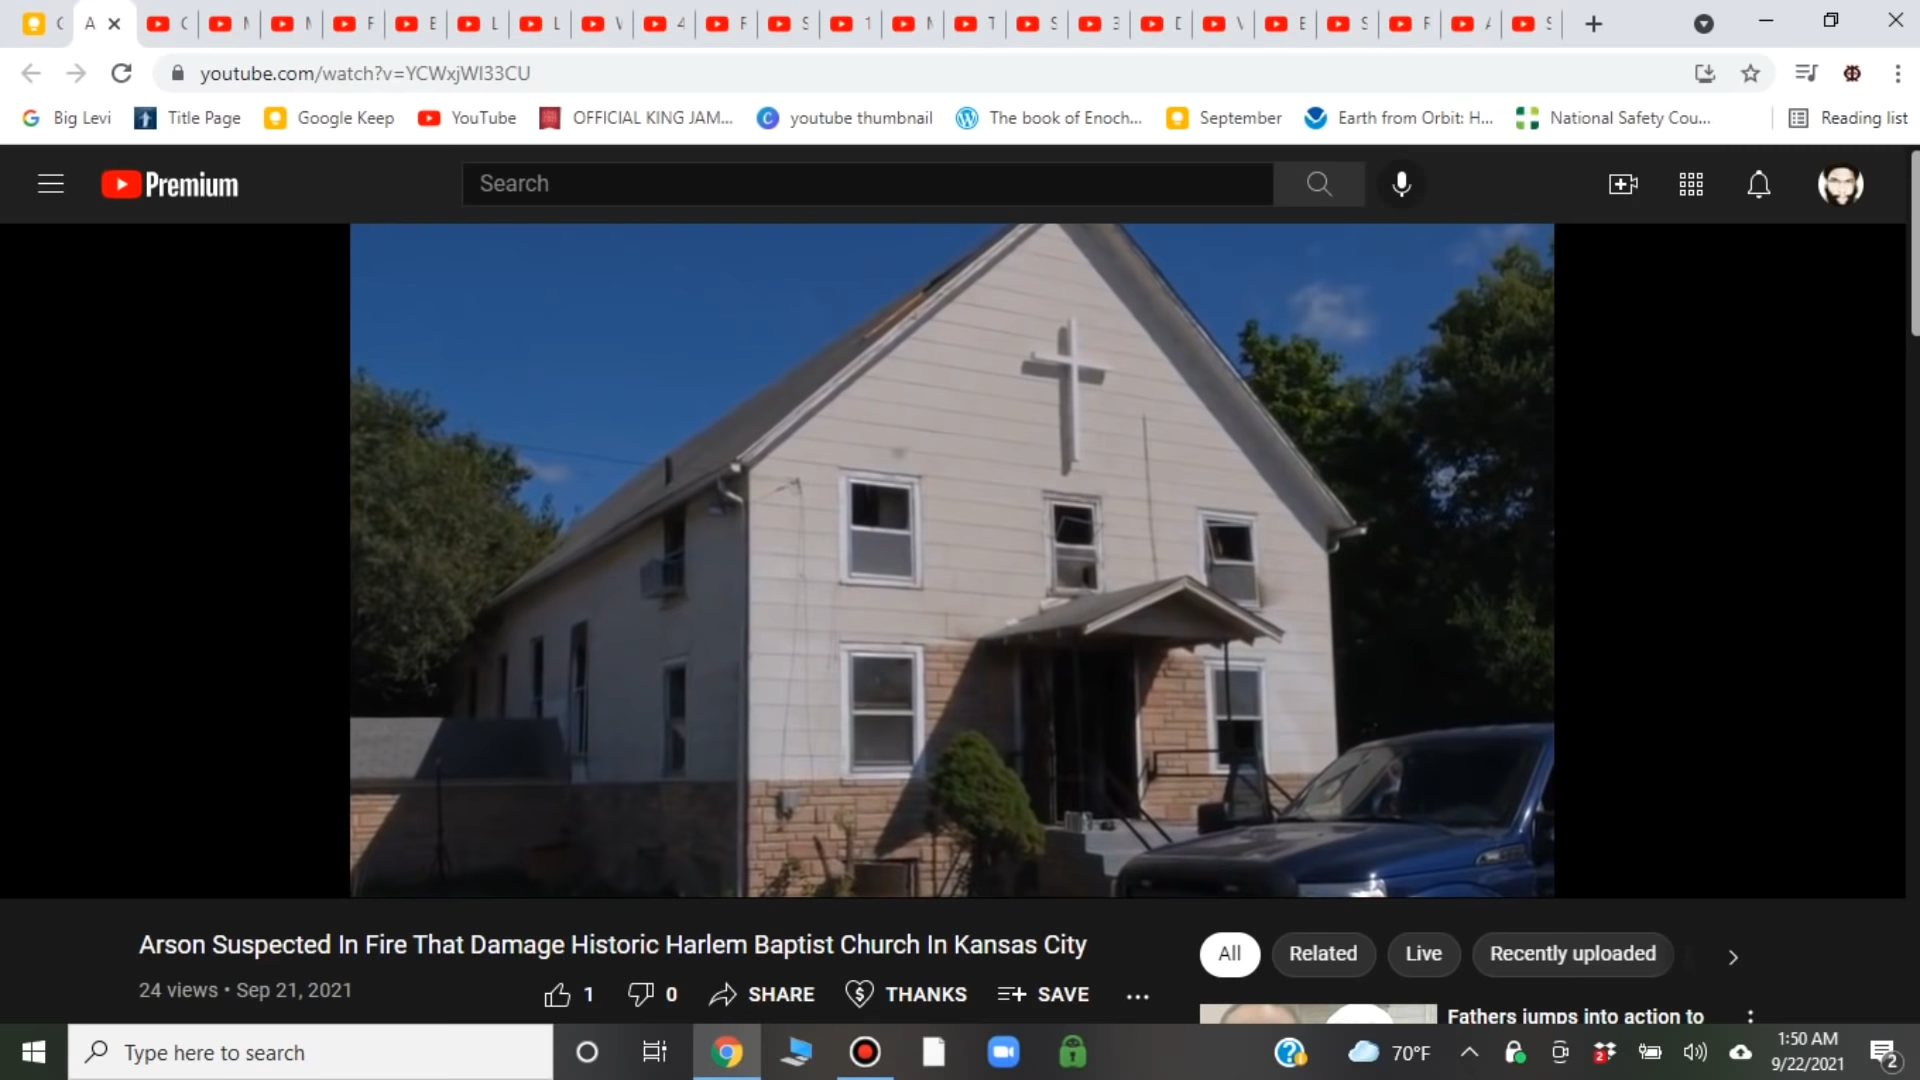 youtube.com/watch?v=YCWxjWI33CU
Big Levi Title Page Google Keep YouTube OFFICIAL KING JAM... youtube thumbnail The book of Enoch... September Earth from Orbit: H... National Safety Cou... Reading list
Premium Search
Arson Suspected In Fire That Damage Historic Harlem Baptist Church In Kansas City
24 views • Sep 21, 2021 1 0 SHARE THANKS SAVE
All Related Live Recently uploaded
Fathers jumps into action to
Type here to search 70°F 1:50 AM
9/22/2021 2